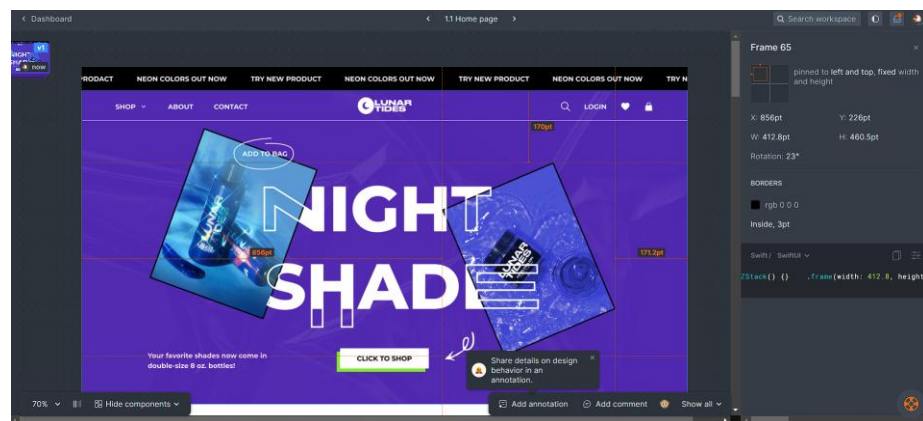 Dashboard
1.1 Home page
Search workspace
v1
now
NEON COLORS OUT NOW TRY NEW PRODUCT NEON COLORS OUT NOW TRY NEW PRODUCT NEON COLORS OUT NOW TRY N
SHOP ABOUT CONTACT
LUNAR
TIDES
LOGIN
170pt
ADD TO BAG
NIGHT
SHADE
LUNAR
TIDES
856pt
171.2pt
Your favorite shades now come in
double-size 8 oz. bottles!
CLICK TO SHOP
Share details on design
behavior in an
annotation.
70%
Hide components
Add annotation
Add comment
Show all
Frame 65
pinned to left and top, fixed width
and height
X: 856pt Y: 226pt
W: 412.8pt H: 460.5pt
Rotation: 23°
BORDERS
rgb 0 0 0
Inside, 3pt
Swift/ SwiftUI
ZStack() {} .frame(width: 412.8, height